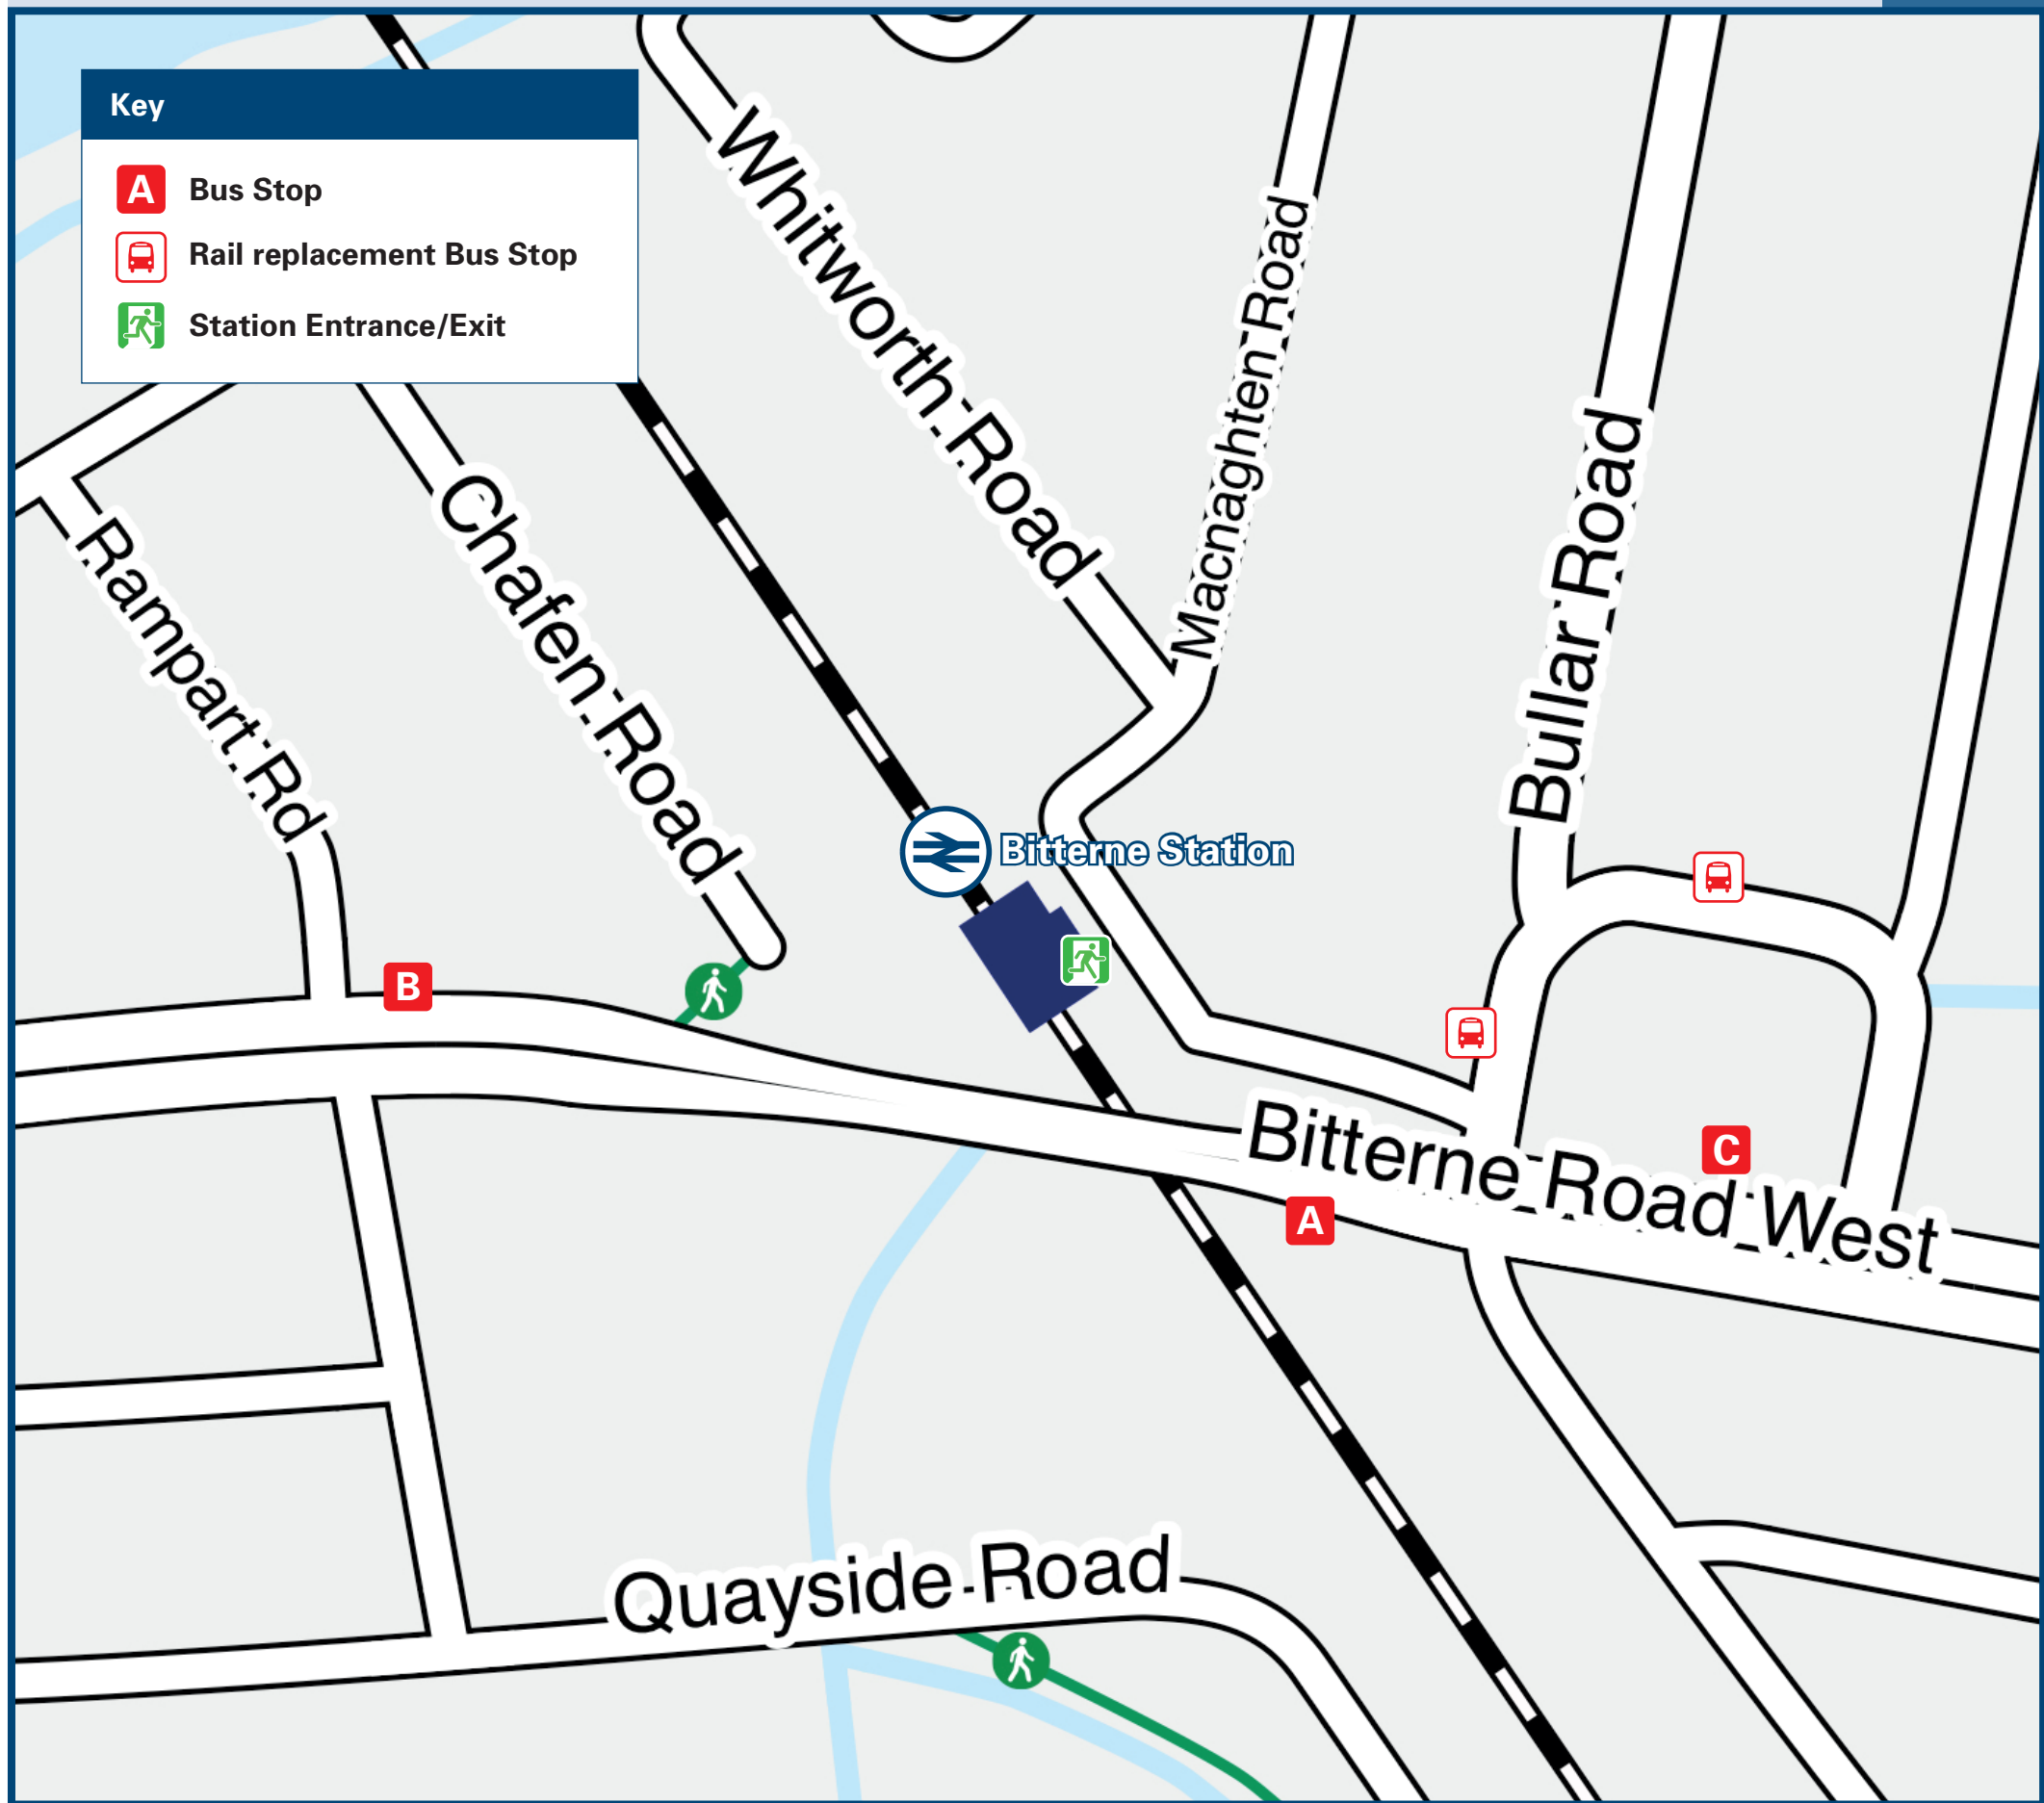 Key
A Bus Stop
Rail replacement Bus Stop
Station Entrance/Exit
Whitworth Road
Macnaghten Road
Bullar Road
Chafen Road
Rampart Rd
Bitterne Station
B
Bitterne Road West
C
A
Quayside Road